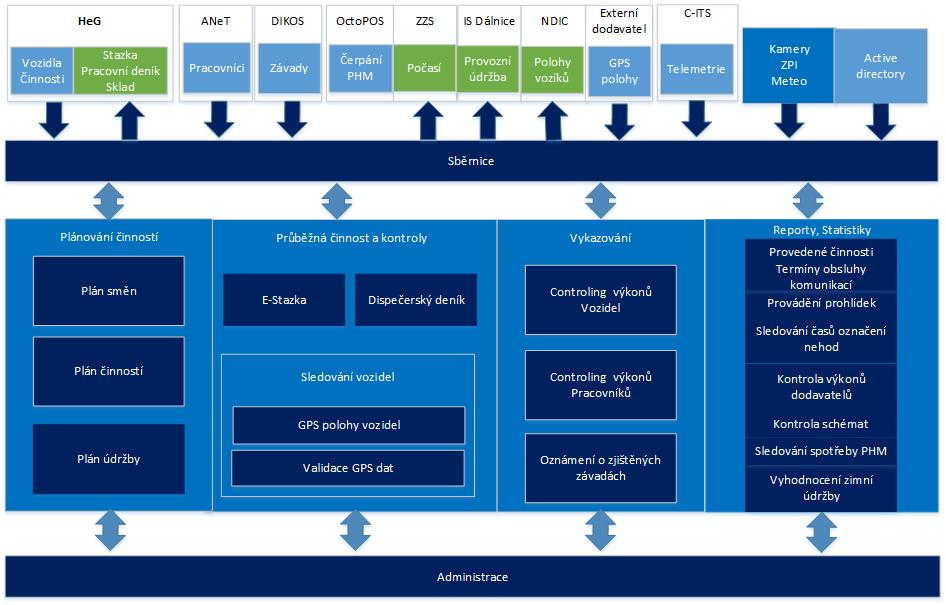 HeG
ANeT
DIKOS
OctoPOS
ZZS
IS Dálnice
NDIC
Externí
dodavatel
C-ITS
Vozidla
Činnosti
Stazka
Pracovní deník
Sklad
Pracovníci
Závady
Čerpání
PHM
Počasí
Provozní
údržba
Polohy
vozíků
GPS
polohy
Telemetrie
Kamery
ZPI
Meteo
Active
directory
Sběrnice
Plánování činností
Plán směn
Plán činností
Plán údržby
Průběžná činnost a kontroly
E-Stazka
Dispečerský deník
Sledování vozidel
GPS polohy vozidel
Validace GPS dat
Vykazování
Controling výkonů
Vozidel
Controling výkonů
Pracovníků
Oznámení o zjištěných
závadách
Reporty, Statistiky
Provedené činnosti
Termíny obsluhy
komunikací
Provádění prohlídek
Sledování časů označení
nehod
Kontrola výkonů
dodavatelů
Kontrola schémat
Sledování spotřeby PHM
Vyhodnocení zimní
údržby
Administrace